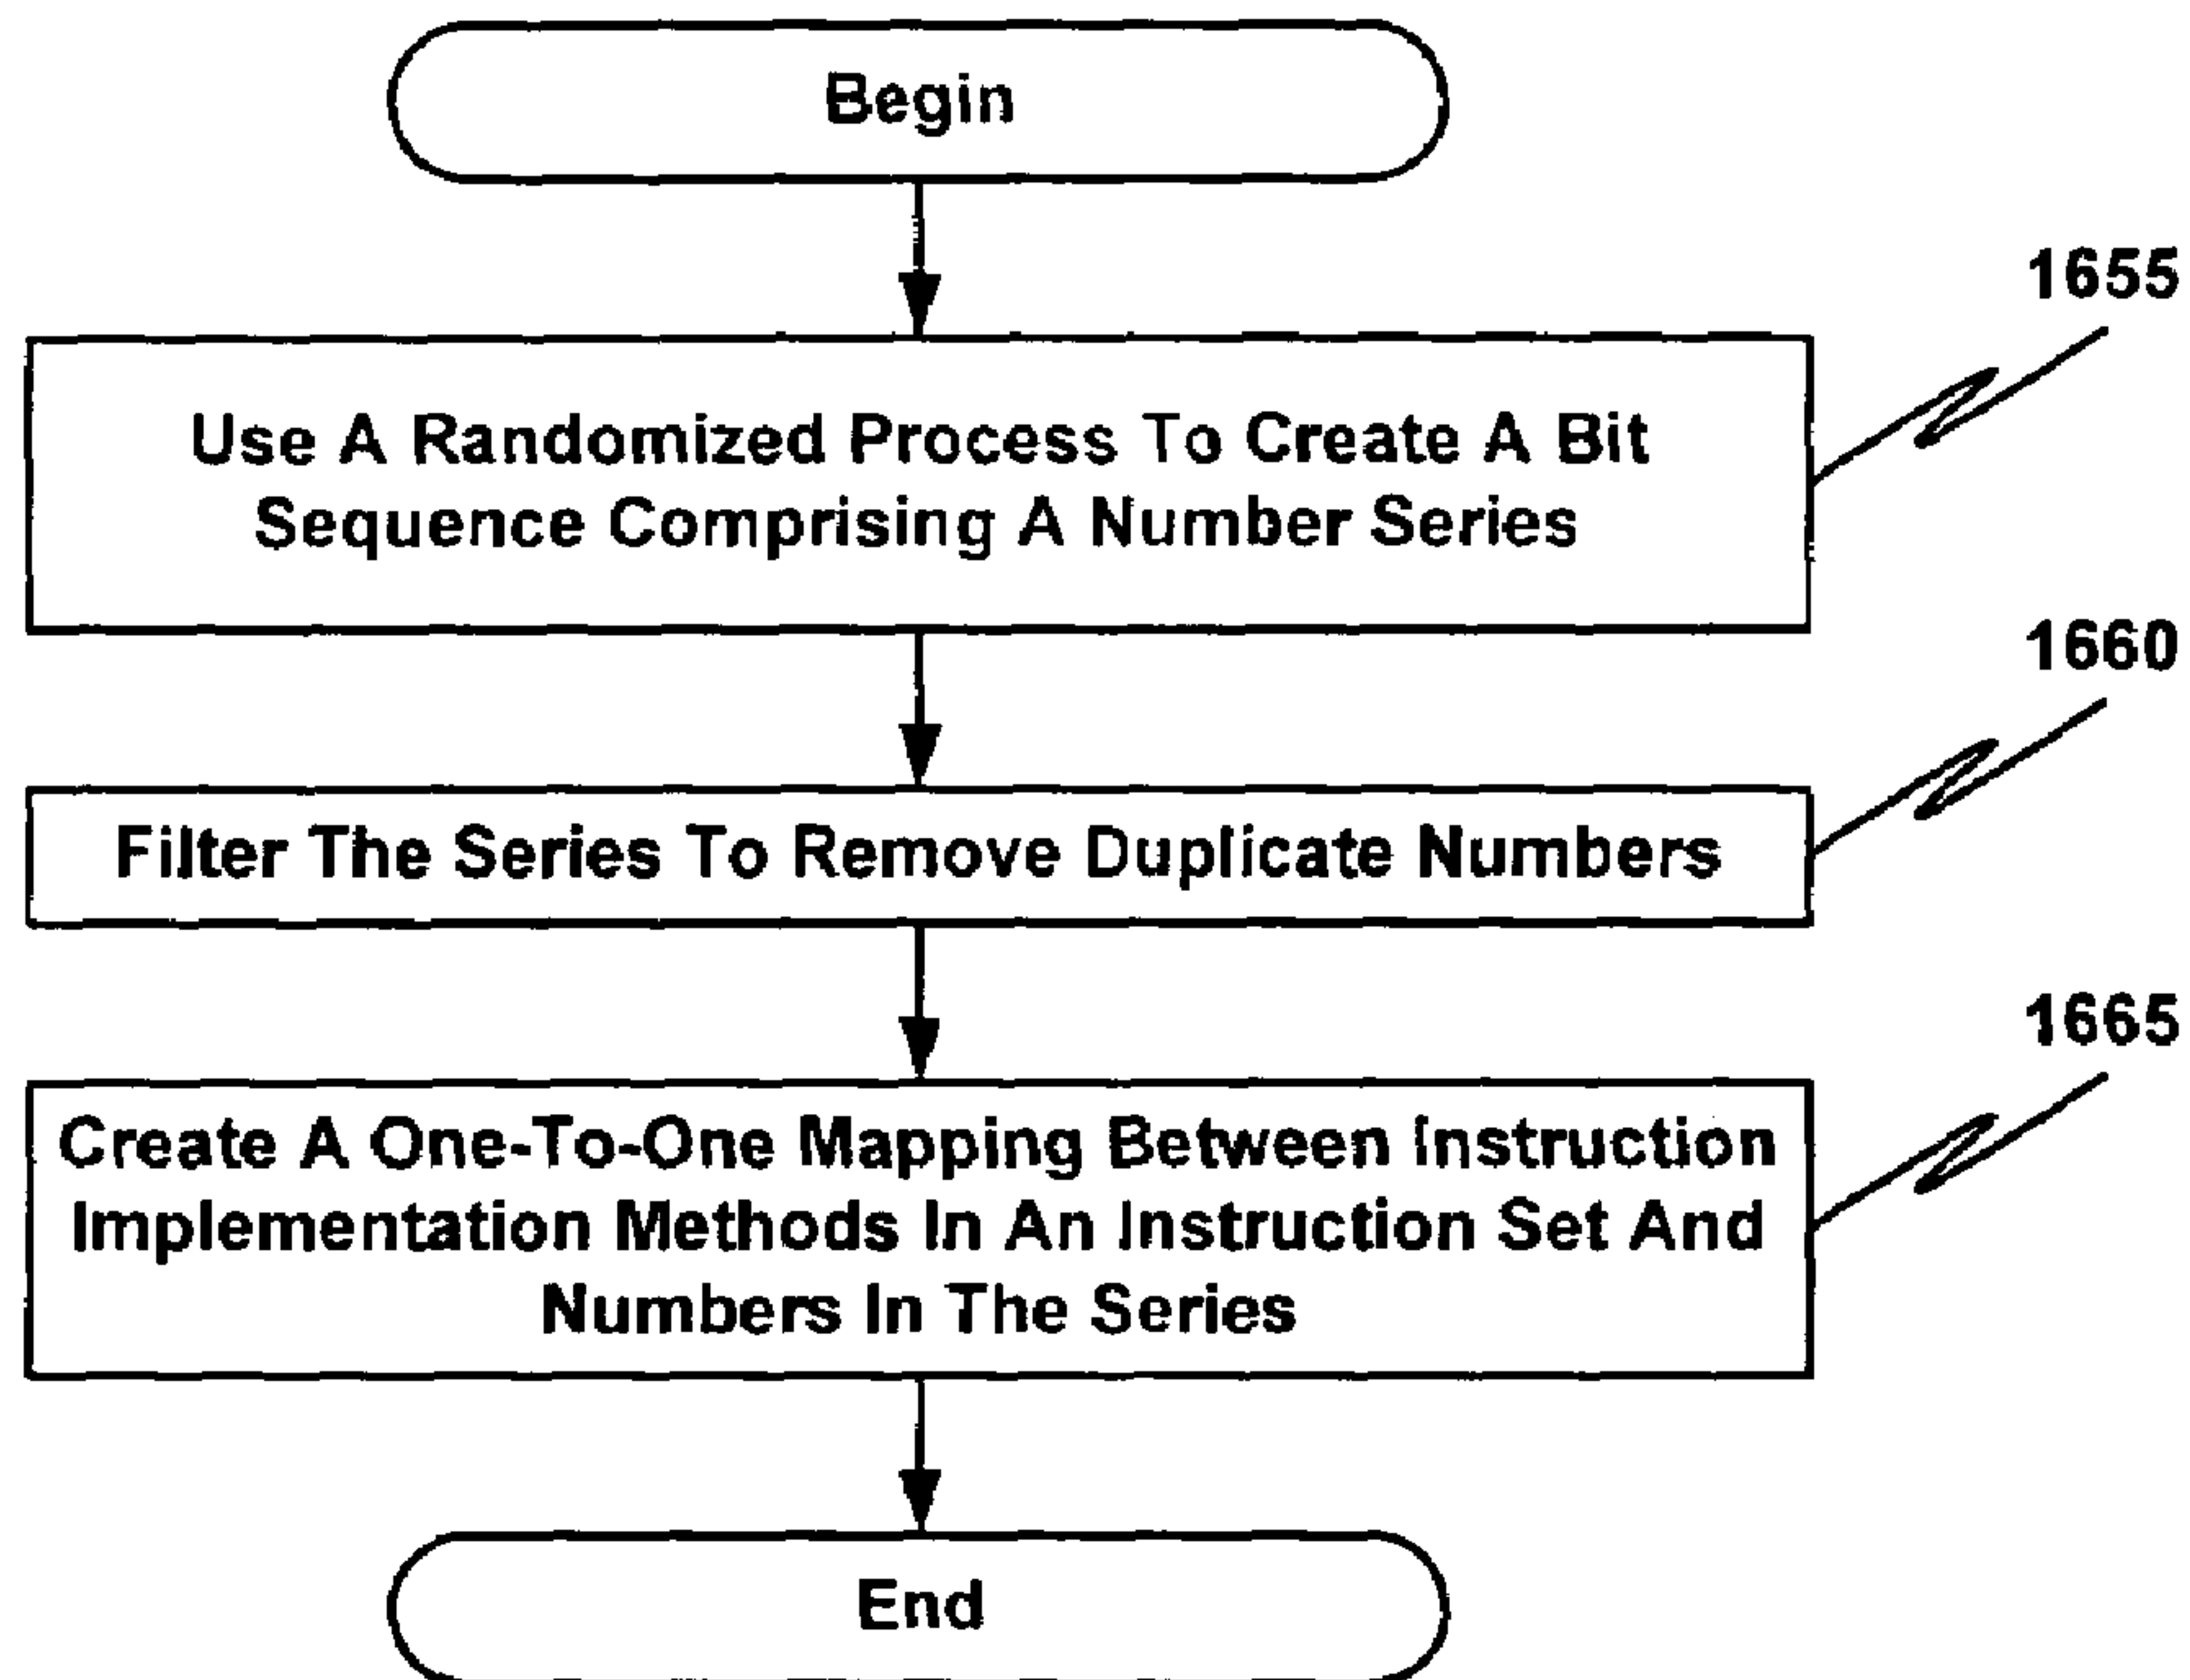 Begin
1655
Use A Randomized Process To Create A Bit
Sequence Comprising A Number Series
1660
Filter The Series To Remove Duplicate Numbers
1665
Create A One-To-One Mapping Between Instruction
Implementation Methods In An Instruction Set And
Numbers In The Series
End